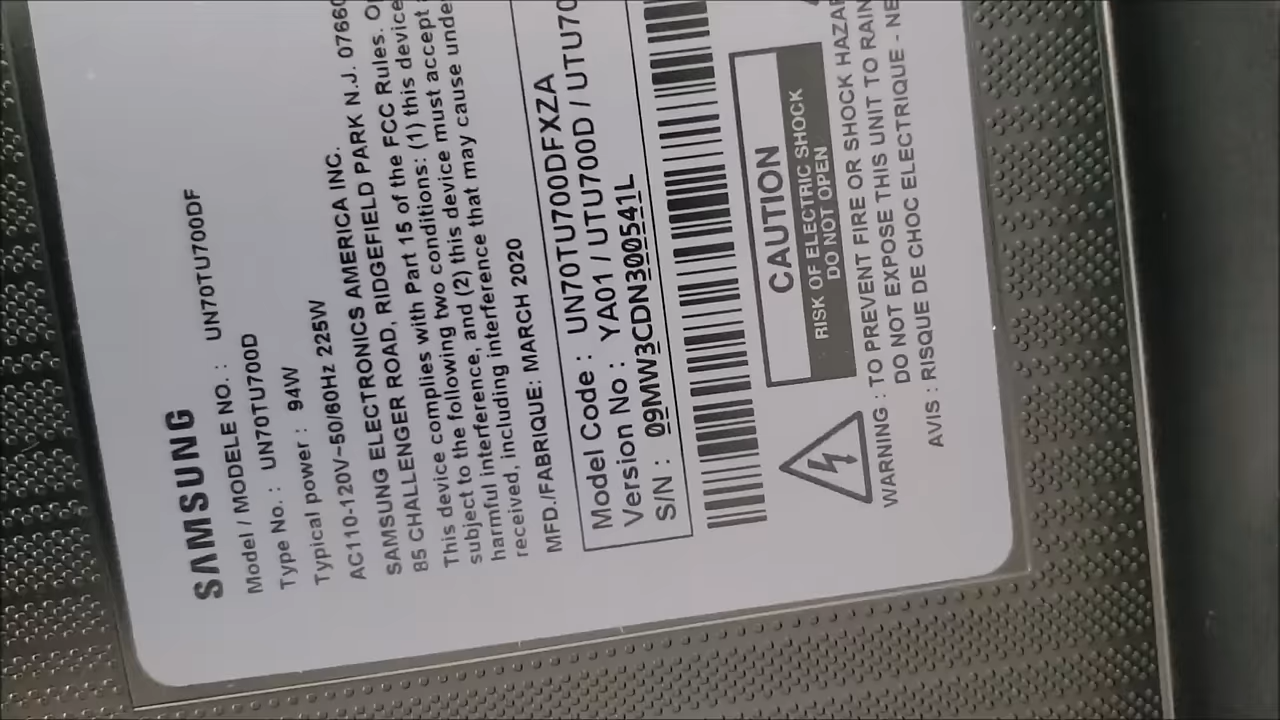 SAMSUNG
Model / MODELE NO. : UN70TU700DF
Type No. : UN70TU700D
Typical power : 94W
AC110-120V~50/60Hz 225W
SAMSUNG ELECTRONICS AMERICA INC.
85 CHALLENGER ROAD, RIDGEFIELD PARK N.J. 07660
This device complies with Part 15 of the FCC Rules.
subject to the following two conditions: (1) this device
harmful interference, and (2) this device must accept
received, including interference that may cause
MFD./FABRIQUE: MARCH 2020
Model Code : UN70TU700DFXZA
Version No : YA01 / UTU700D / UTU70
S/N : 09MW3CDN300541L
CAUTION
RISK OF ELECTRIC SHOCK
DO NOT OPEN
WARNING : TO PREVENT FIRE OR SHOCK
DO NOT EXPOSE THIS UNIT TO RAIN
AVIS : RISQUE DE CHOC ELECTRIQUE -